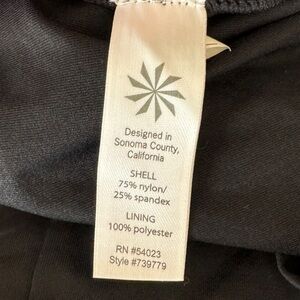 Designed in
Sonoma County,
California
SHELL
75% nylon/
25% spandex
LINING
100% polyester
RN #54023
Style #739779